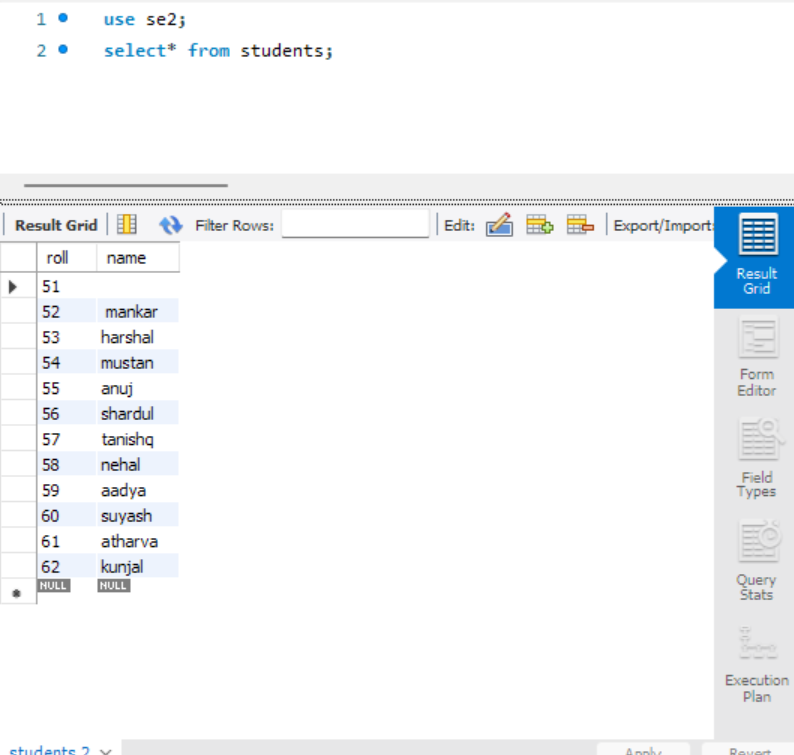 1 use se2;
2 select* from students;
Result Grid Filter Rows: Edit: Export/Import:
roll name
51
52 mankar
53 harshal
54 mustan
55 anuj
56 shardul
57 tanishq
58 nehal
59 aadya
60 suyash
61 atharva
62 kunjal
NULL NULL
Result
Grid
Form
Editor
Field
Types
Query
Stats
Execution
Plan
students 2 Apply Revert